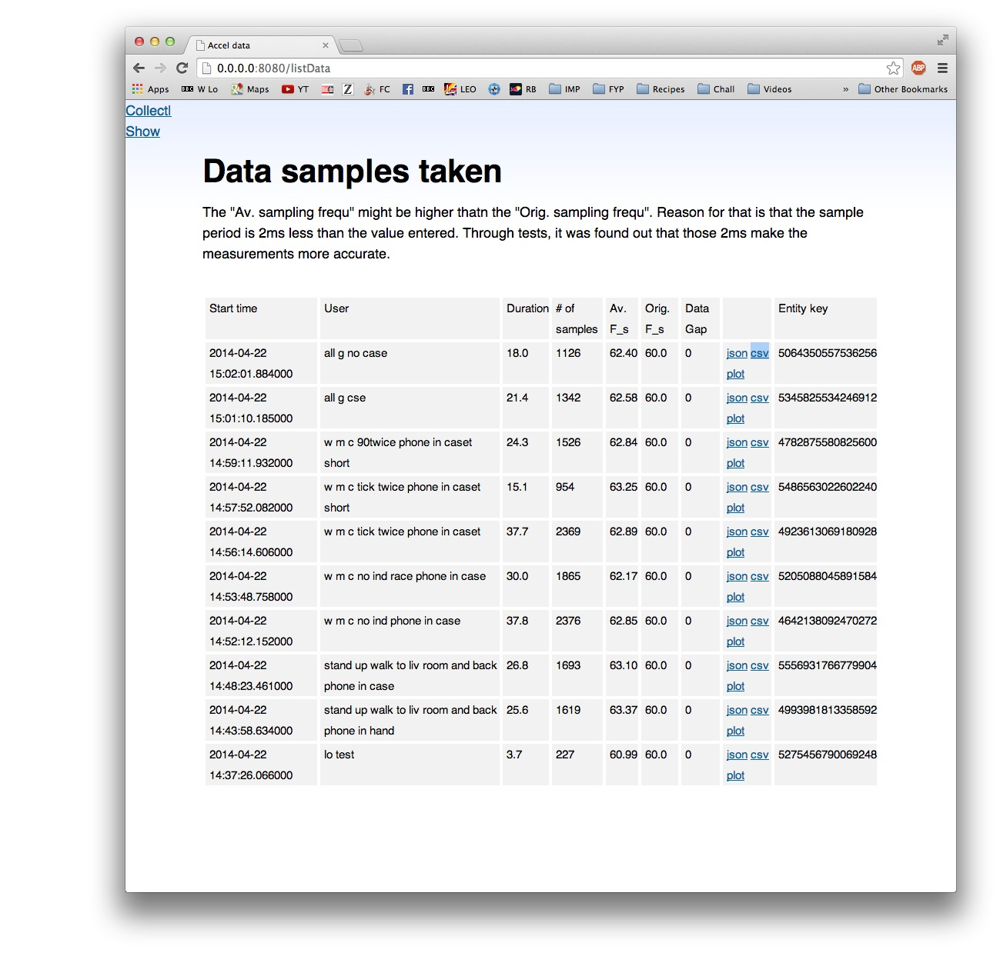 Accel data
0.0.0.0:8080/listData
ABP
Apps BBC W Lo Maps YT Z FC BBC LEO RB IMP FYP Recipes Chall Videos » Other Bookmarks
Collect!
Show
Data samples taken
The "Av. sampling frequ" might be higher thatn the "Orig. sampling frequ". Reason for that is that the sample
period is 2ms less than the value entered. Through tests, it was found out that those 2ms make the
measurements more accurate.
Start time User Duration # of Av. Orig. Data Entity key
samples F_s F_s Gap
2014-04-22 all g no case 18.0 1126 62.40 60.0 0 json csv 5064350557536256
15:02:01.884000 plot
2014-04-22 all g cse 21.4 1342 62.58 60.0 0 json csv 5345825534246912
15:01:10.185000 plot
2014-04-22 w m c 90twice phone in caset 24.3 1526 62.84 60.0 0 json csv 4782875580825600
14:59:11.932000 short plot
2014-04-22 w m c tick twice phone in caset 15.1 954 63.25 60.0 0 json csv 5486563022602240
14:57:52.082000 short plot
2014-04-22 w m c tick twice phone in caset 37.7 2369 62.89 60.0 0 json csv 4923613069180928
14:56:14.606000 plot
2014-04-22 w m c no ind race phone in case 30.0 1865 62.17 60.0 0 json csv 5205088045891584
14:53:48.758000 plot
2014-04-22 w m c no ind phone in case 37.8 2376 62.85 60.0 0 json csv 4642138092470272
14:52:12.152000 plot
2014-04-22 stand up walk to liv room and back 26.8 1693 63.10 60.0 0 json csv 5556931766779904
14:48:23.461000 phone in case plot
2014-04-22 stand up walk to liv room and back 25.6 1619 63.37 60.0 0 json csv 4993981813358592
14:43:58.634000 phone in hand plot
2014-04-22 lo test 3.7 227 60.99 60.0 0 json csv 5275456790069248
14:37:26.066000 plot